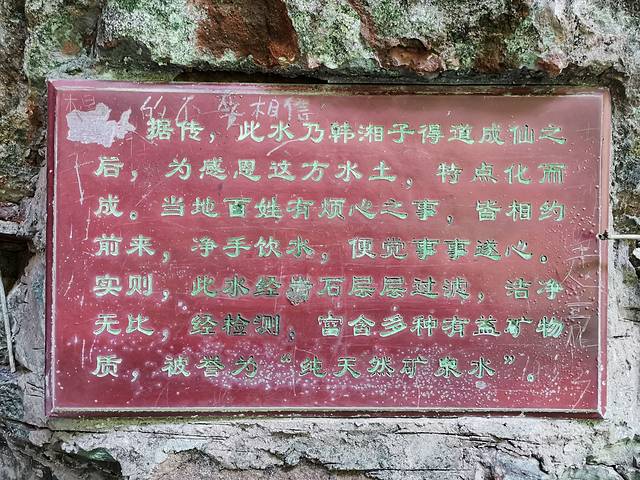 据传，此水乃韩湘子得道成仙之
后，为感恩这方水土，特点化而
成。当地百姓有烦心之事，皆相约
前来，净手饮水，便觉事事遂心。
实则，此水经岩石层层过滤，洁净
无比，经检测，富含多种有益矿物
质，被誉为“纯天然矿泉水”。